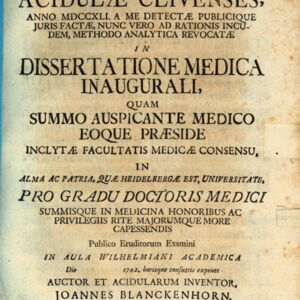 ACIDULÆ CLIVENSES,
ANNO MDCCXLI. A ME DETECTÆ PUBLICIQUE
JURIS FACTÆ, NUNC VERO AD RATIONIS INCU-
DEM, METHODO ANALYTICA REVOCATÆ
IN
DISSERTATIONE MEDICA
INAUGURALI,
QUAM
SUMMO AUSPICANTE MEDICO
EOQUE PRÆSIDE
INCLYTÆ FACULTATIS MEDICÆ CONSENSU,
IN
ALMA AC PATRIA, QUÆ HEIDELBERGÆ EST, UNIVERSITATE,
PRO GRADU DOCTORIS MEDICI
SUMMISQUE IN MEDICINA HONORIBUS AC
PRIVILEGIIS RITE MAJORUMQUE MORE
CAPESSENDIS
Publico Eruditorum Examini
IN AULA WILHELMIANI ACADEMICA
Die 1742. horisque consuetis exponet
AUCTOR ET ACIDULARUM INVENTOR,
JOANNES BLANCKENHORN,